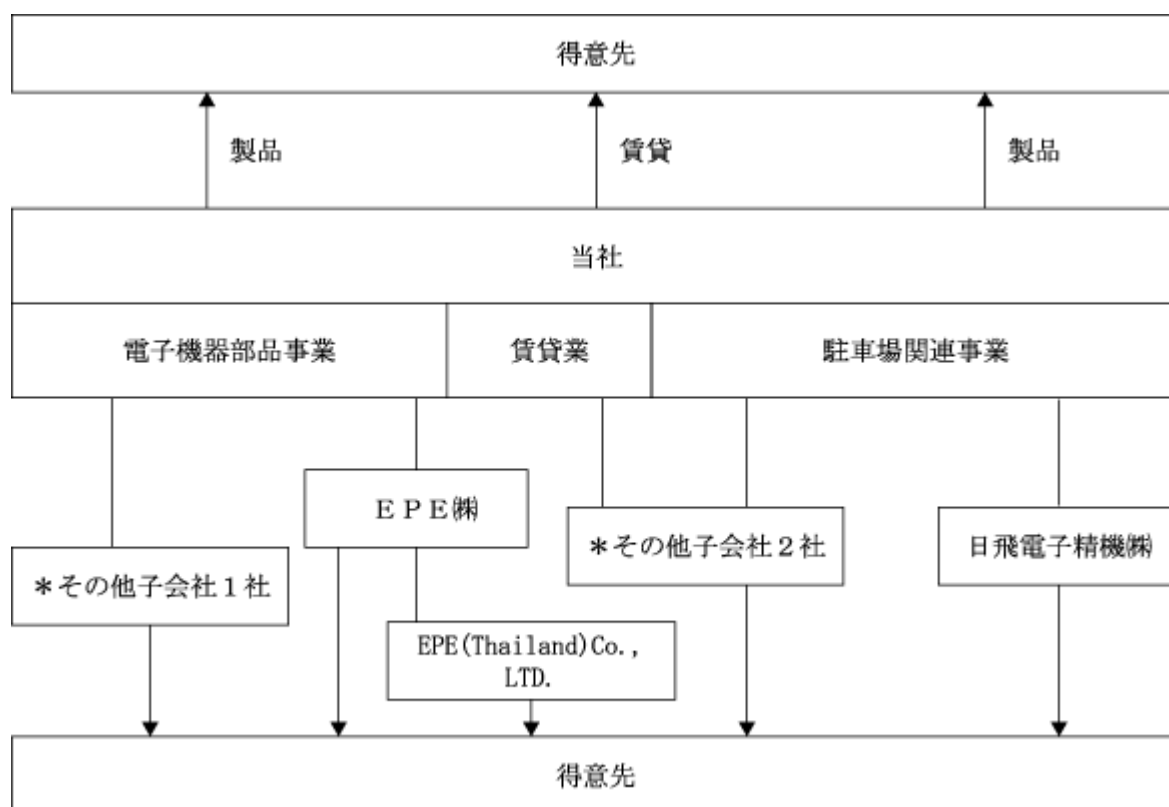 得意先
製品
賃貸
製品
当社
電子機器部品事業
賃貸業
駐車場関連事業
ＥＰＥ㈱
＊その他子会社２社
日飛電子精機㈱
＊その他子会社１社
EPE(Thailand)Co.,
LTD.
得意先